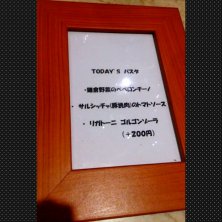 TODAY'S パスタ
・鎌倉野菜のペペロンチーノ
・サルシッチャ(豚挽肉)のトマトソース
・リガトーニ ゴルゴンゾーラ
(+200円)